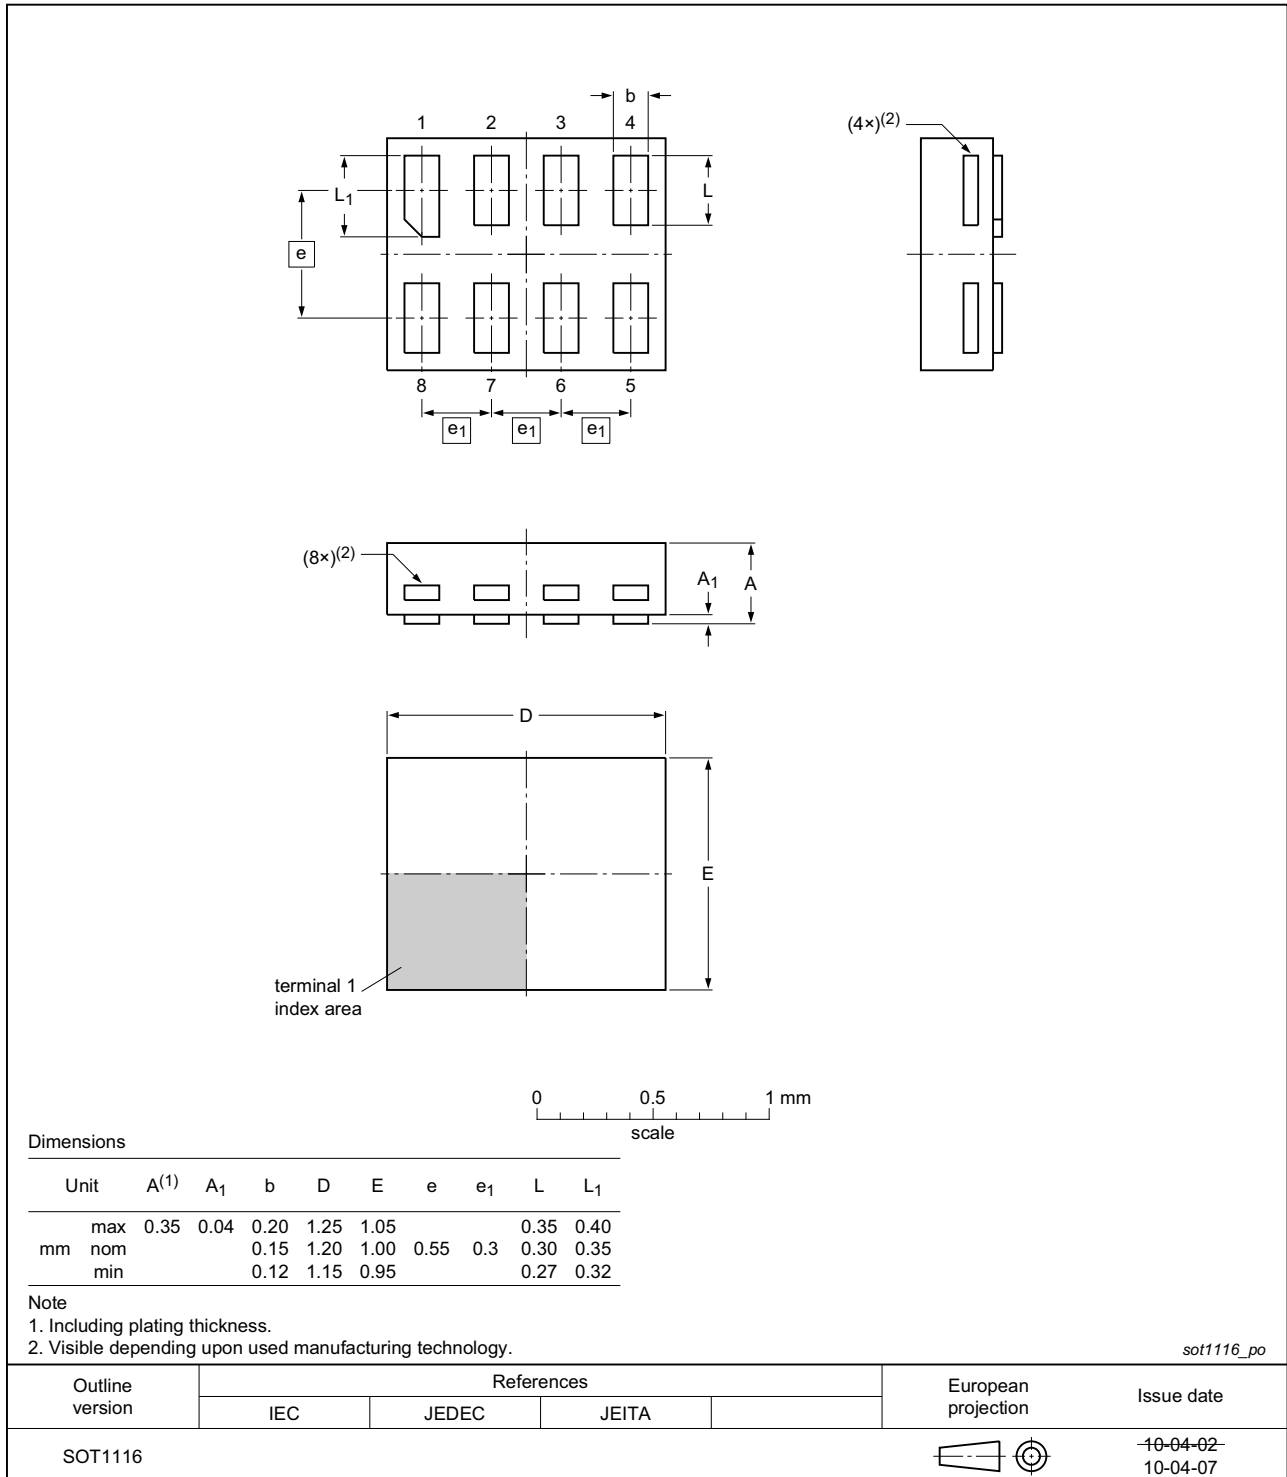 b
1 2 3 4
(4×)(2)
L1
L
e
8 7 6 5
e1 e1 e1
(8×)(2)
A1 A
D
E
terminal 1
index area
0 0.5 1 mm
scale
Dimensions
Unit A(1) A1 b D E e e1 L L1
max 0.35 0.04 0.20 1.25 1.05 0.35 0.40
mm nom 0.15 1.20 1.00 0.55 0.3 0.30 0.35
min 0.12 1.15 0.95 0.27 0.32
Note
1. Including plating thickness.
2. Visible depending upon used manufacturing technology.
sot1116_po
Outline
version
References
IEC JEDEC JEITA
European
projection
Issue date
SOT1116
10-04-02
10-04-07